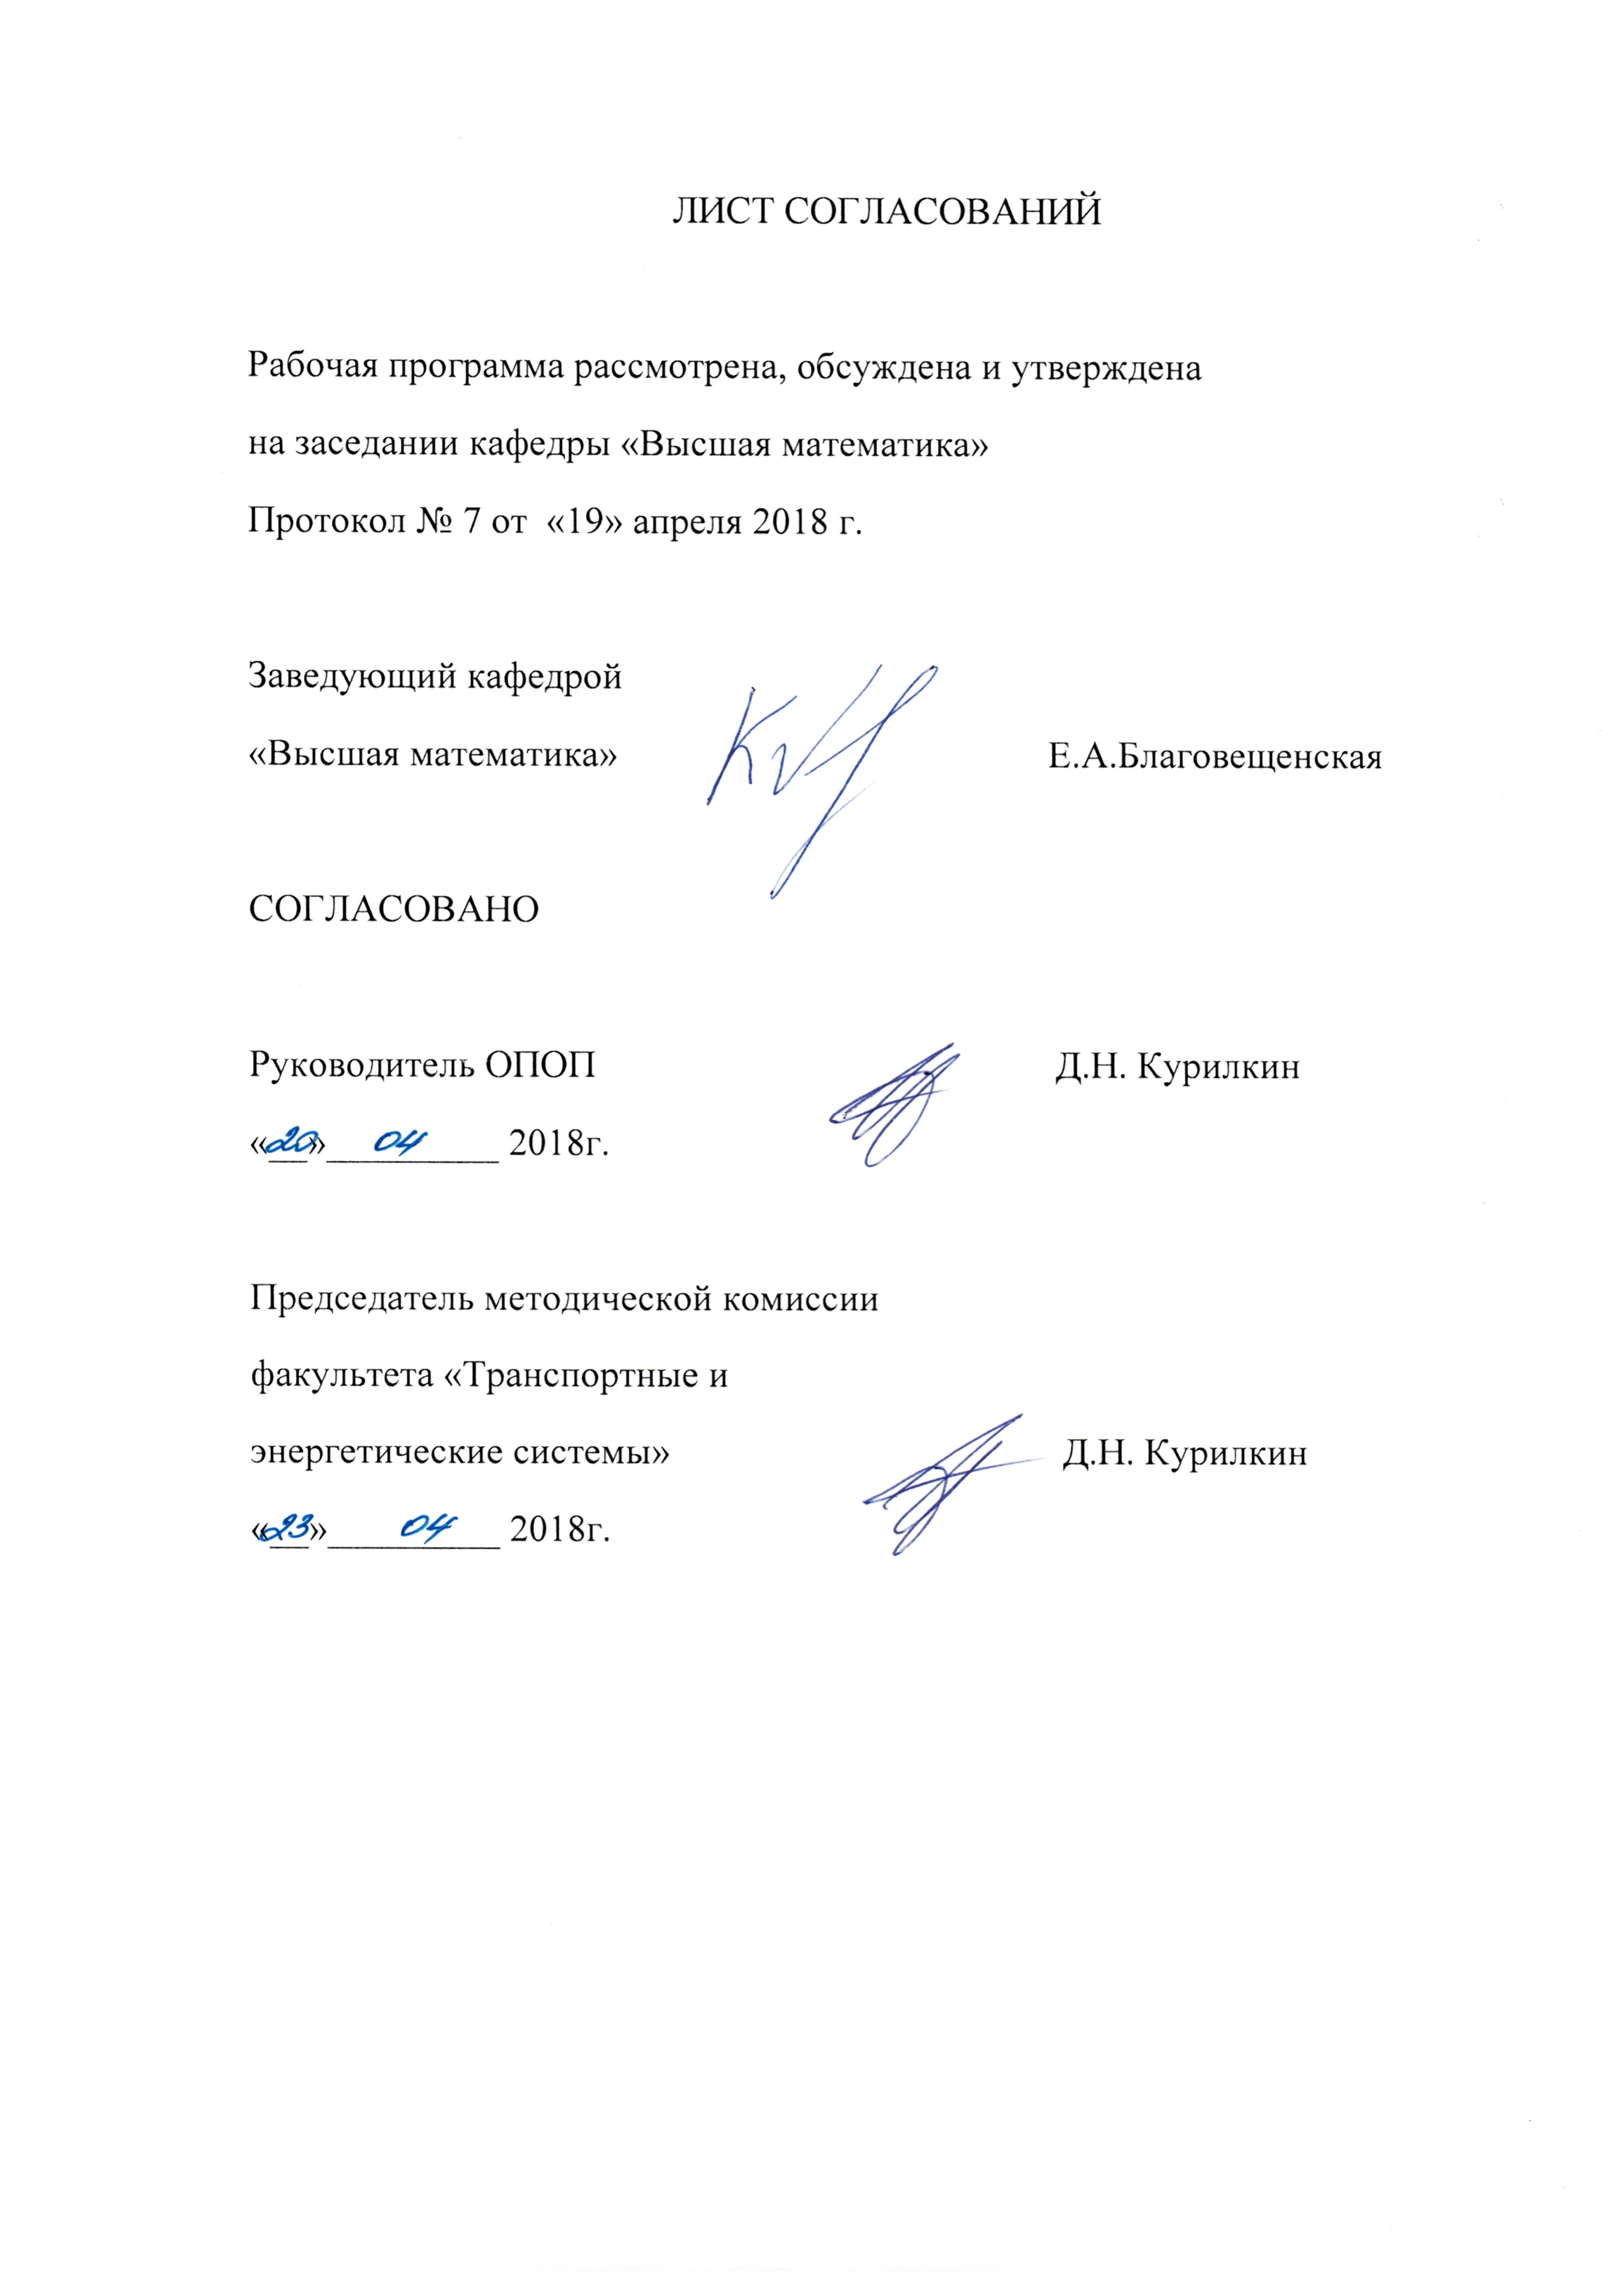 ЛИСТ СОГЛАСОВАНИЙ
Рабочая программа рассмотрена, обсуждена и утверждена
на заседании кафедры «Высшая математика»
Протокол № 7 от «19» апреля 2018 г.
Заведующий кафедрой
«Высшая математика» Е.А.Благовещенская
СОГЛАСОВАНО
Руководитель ОПОП Д.Н. Курилкин
«20» 04 2018г.
Председатель методической комиссии
факультета «Транспортные и
энергетические системы» Д.Н. Курилкин
«23» 04 2018г.